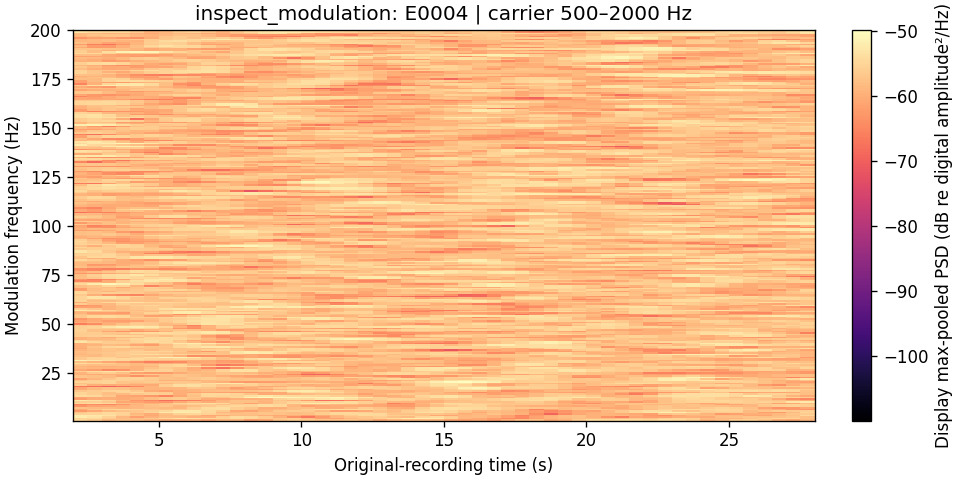 inspect_modulation: E0004 | carrier 500–2000 Hz
200
175
150
125
100
75
50
25
Modulation frequency (Hz)
5 10 15 20 25
Original-recording time (s)
−50
−60
−70
−80
−90
−100
Display max-pooled PSD (dB re digital amplitude²/Hz)